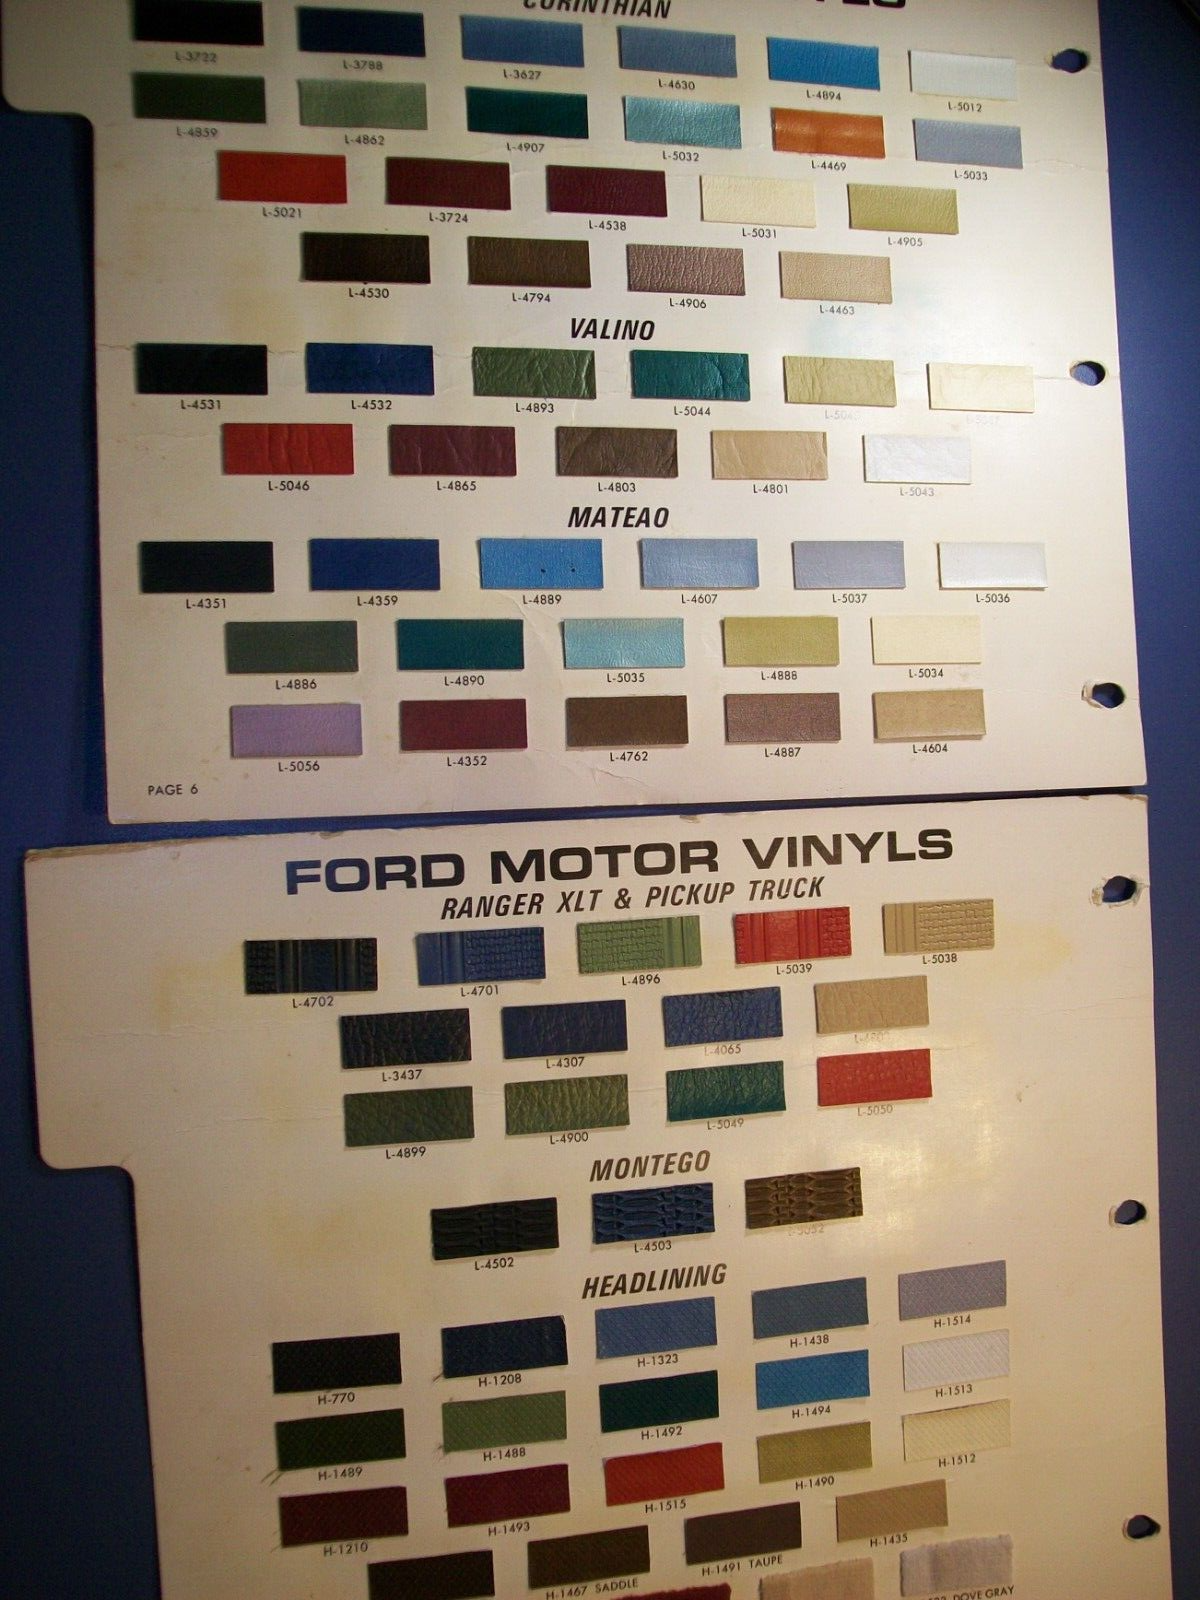 CORINTHIAN
L-3722 L-3788 L-3627 L-4630 L-4894 L-5012
L-4859 L-4862 L-4907 L-5032 L-4469 L-5033
L-5021 L-3724 L-4538 L-5031 L-4905
L-4530 L-4794 L-4906 L-4463
VALINO
L-4531 L-4532 L-4893 L-5044
L-5046 L-4865 L-4803 L-4801 L-5043
MATEAO
L-4351 L-4359 L-4889 L-4607 L-5037 L-5036
L-4886 L-4890 L-5035 L-4888 L-5034
L-5056 L-4352 L-4762 L-4887 L-4604
PAGE 6
FORD MOTOR VINYLS
RANGER XLT & PICKUP TRUCK
L-4702 L-4701 L-4896 L-5039 L-5038
L-3437 L-4307 L-4065
L-4899 L-4900 L-5049 L-5050
MONTEGO
L-4502 L-4503 L-5052
HEADLINING
H-770 H-1208 H-1323 H-1438 H-1514
H-1489 H-1488 H-1492 H-1494 H-1513
H-1210 H-1493 H-1515 H-1490 H-1512
H-1467 SADDLE H-1491 TAUPE H-1435
DOVE GRAY